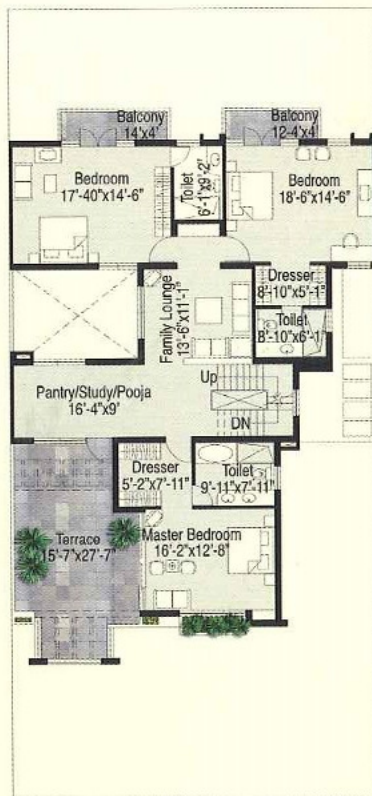 Balcony
14'x4'
Balcony
12-4'x4'
Bedroom
17'-40"x14'-6"
Toilet
6'-1"x9'-2"
Bedroom
18'-6"x14'-6"
Family Lounge
13'-6"x11'-1"
Dresser
8'-10"x5'-1"
Toilet
8'-10"x6'-1"
Pantry/Study/Pooja
16'-4"x9'
Up
DN
Dresser
5'-2"x7'-11"
Toilet
9'-11"x7'-11"
Terrace
15'-7"x27'-7"
Master Bedroom
16'-2"x12'-8"